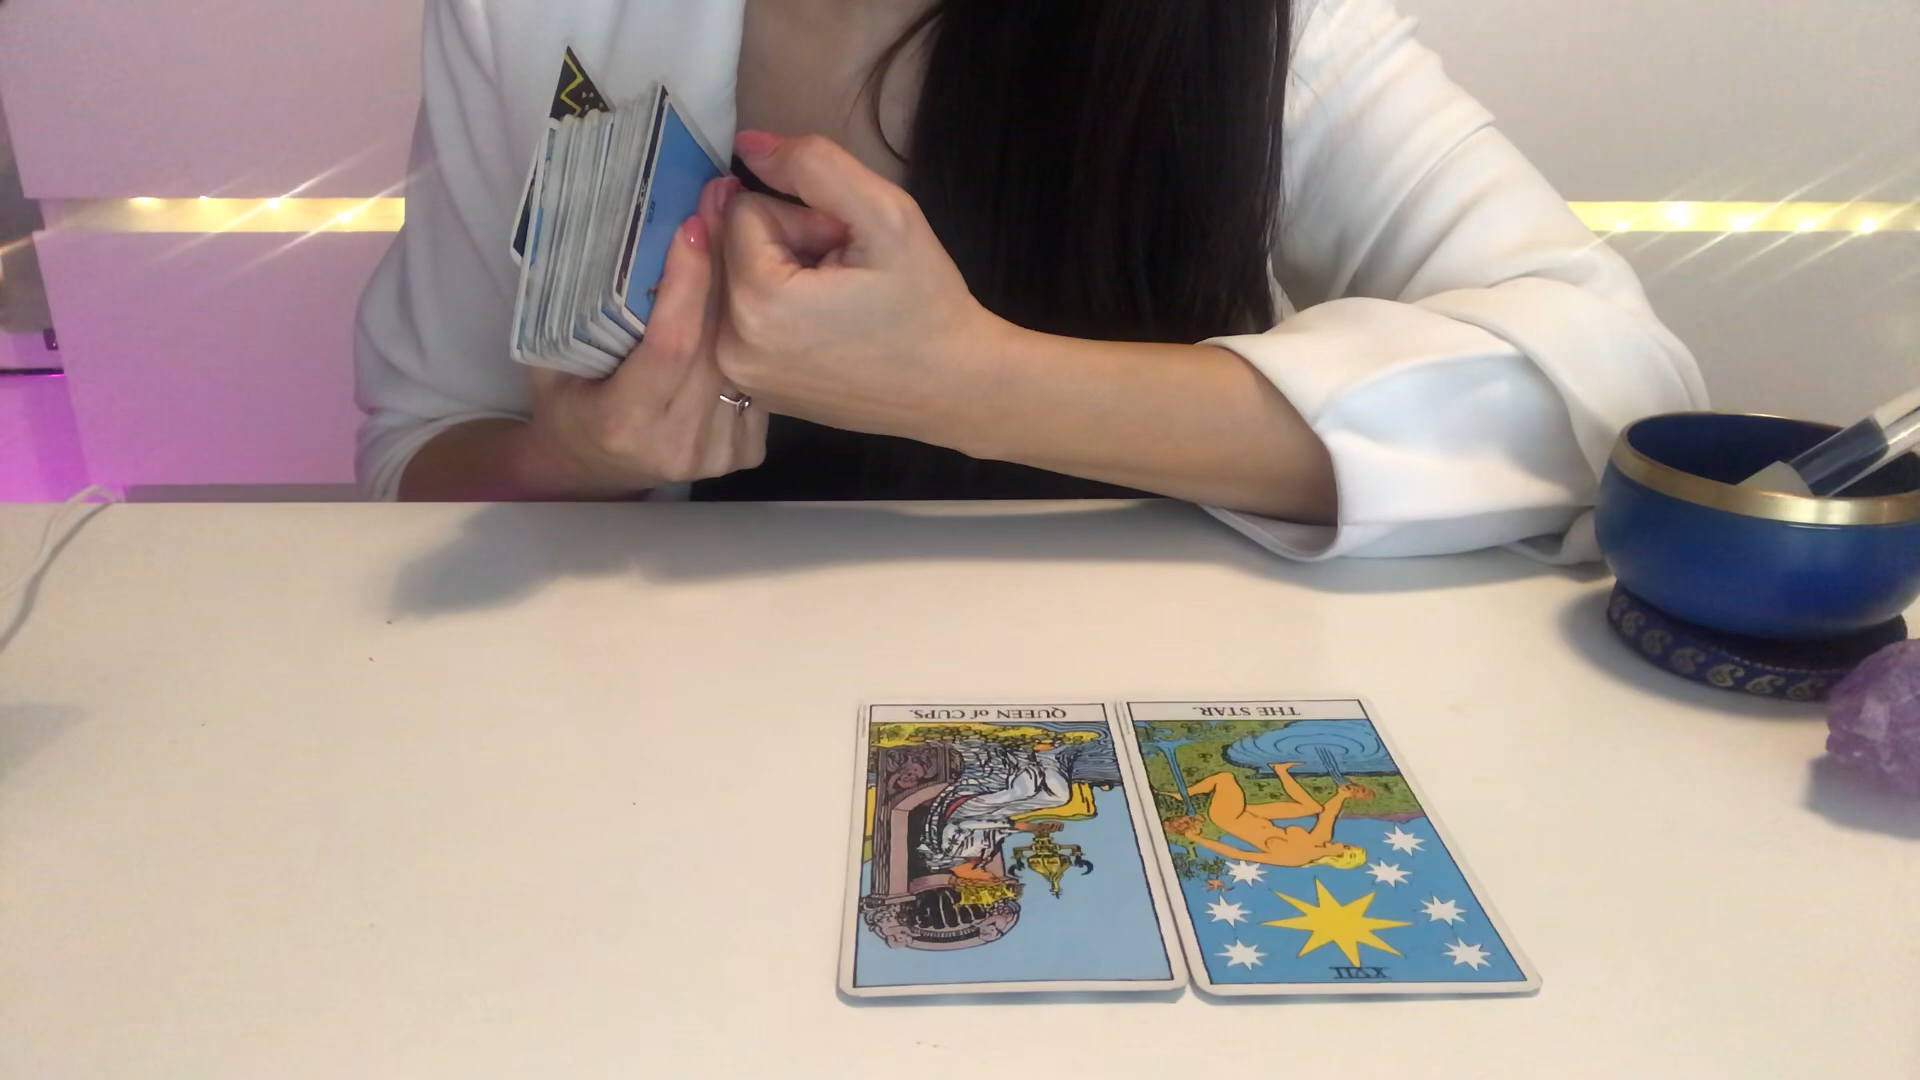 QUEEN of CUPS.
THE STAR.
XVII